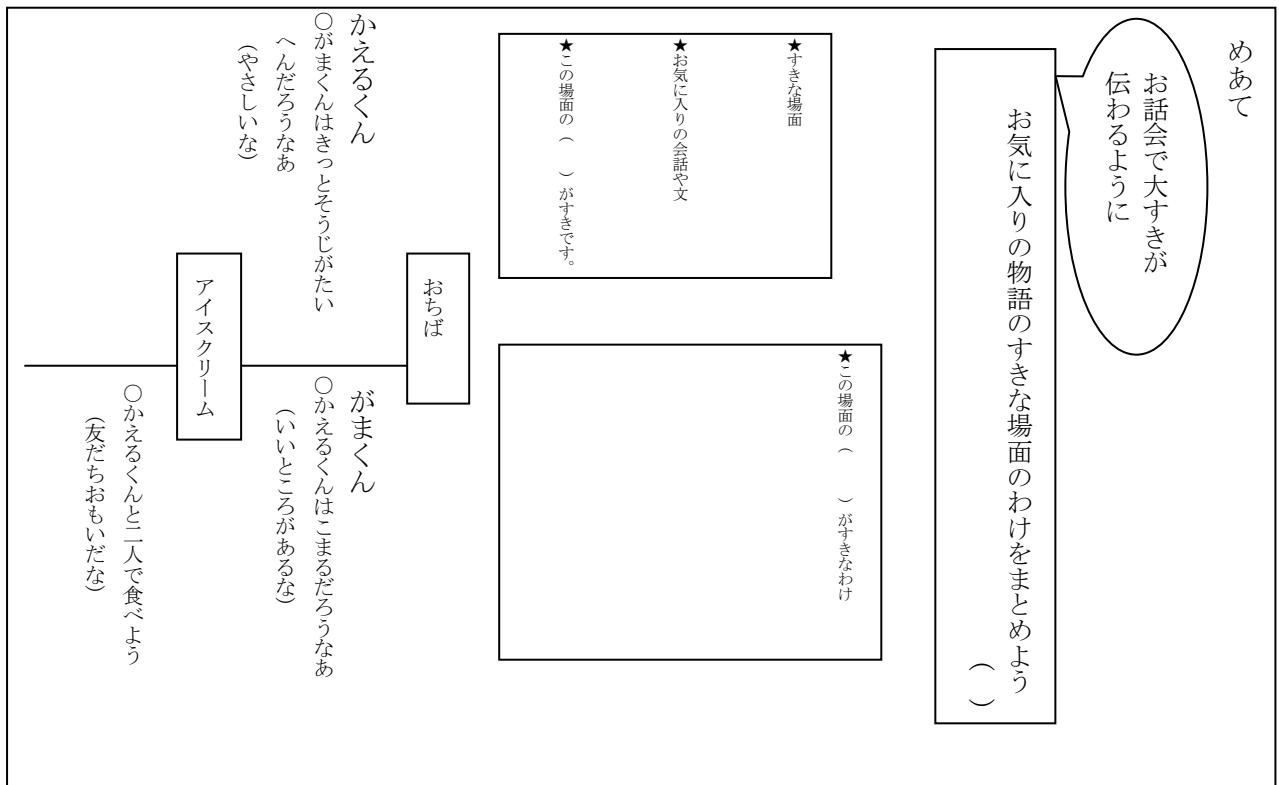 めあて
お話会で大すきが
伝わるように
お気に入りの物語のすきな場面のわけをまとめよう
（　）
★すきな場面
★お気に入りの会話や文
★この場面の（　　）がすきです。
★この場面の（　　　）がすきなわけ
おちば
かえるくん
○がまくんはきっとそうじがたい
へんだろうなあ
（やさしいな）
がまくん
○かえるくんはこまるだろうなあ
（いいところがあるな）
アイスクリーム
○かえるくんと二人で食べよう
（友だちおもいだな）